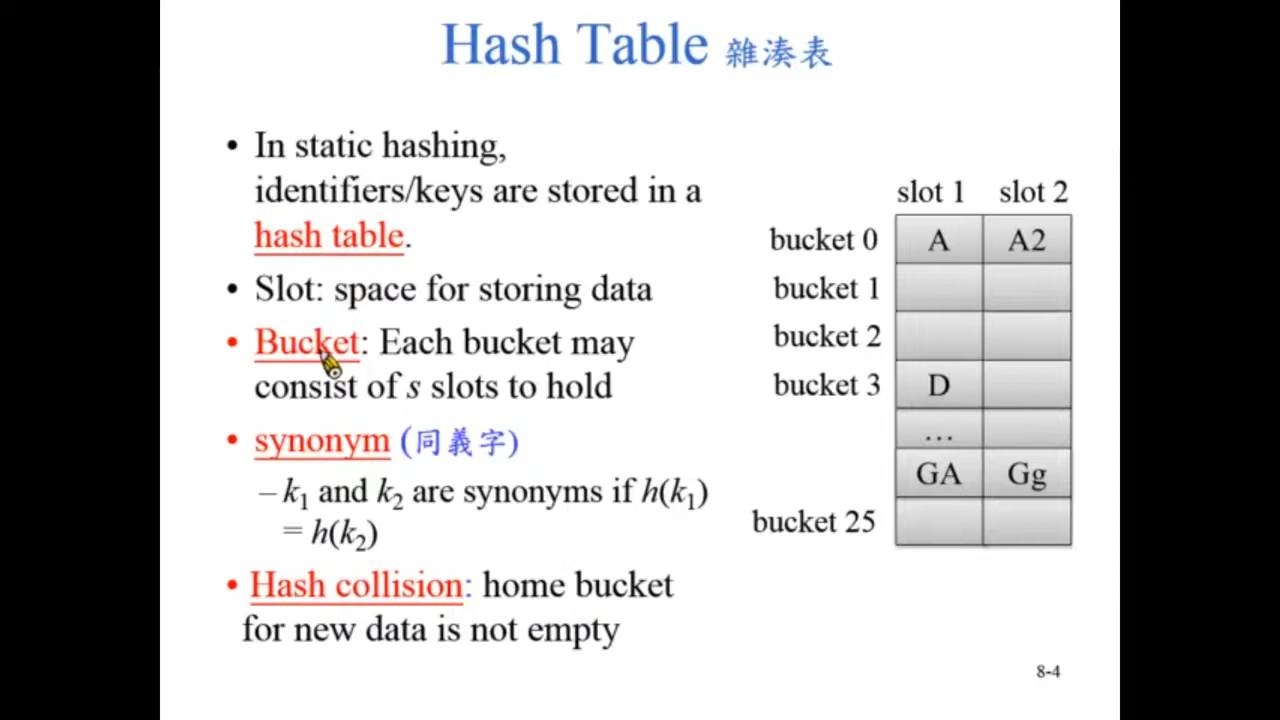 Hash Table 雜湊表
• In static hashing,
identifiers/keys are stored in a
hash table.
• Slot: space for storing data
• Bucket: Each bucket may
consist of s slots to hold
• synonym (同義字)
– k₁ and k₂ are synonyms if h(k₁)
= h(k₂)
• Hash collision: home bucket
for new data is not empty
slot 1 slot 2
bucket 0 A A2
bucket 1
bucket 2
bucket 3 D
…
GA Gg
bucket 25
8-4